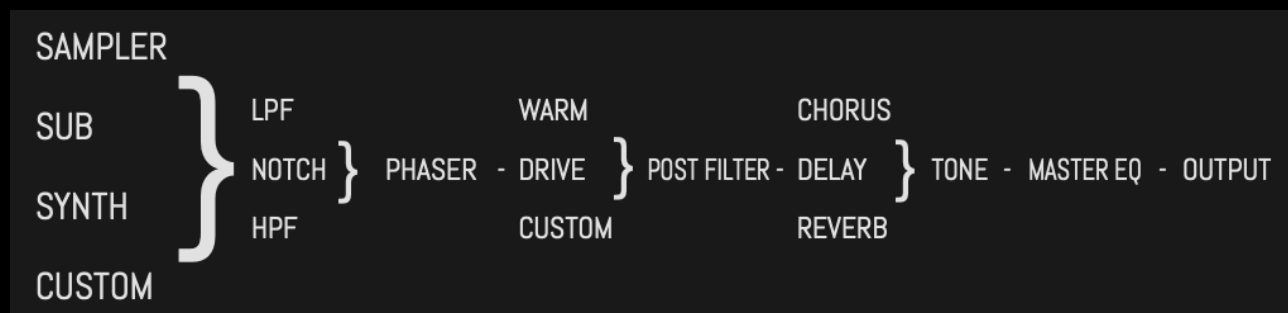 SAMPLER
SUB
SYNTH
CUSTOM
}
LPF
NOTCH
HPF
}
PHASER -
WARM
DRIVE
CUSTOM
}
POST FILTER -
CHORUS
DELAY
REVERB
}
TONE - MASTER EQ - OUTPUT